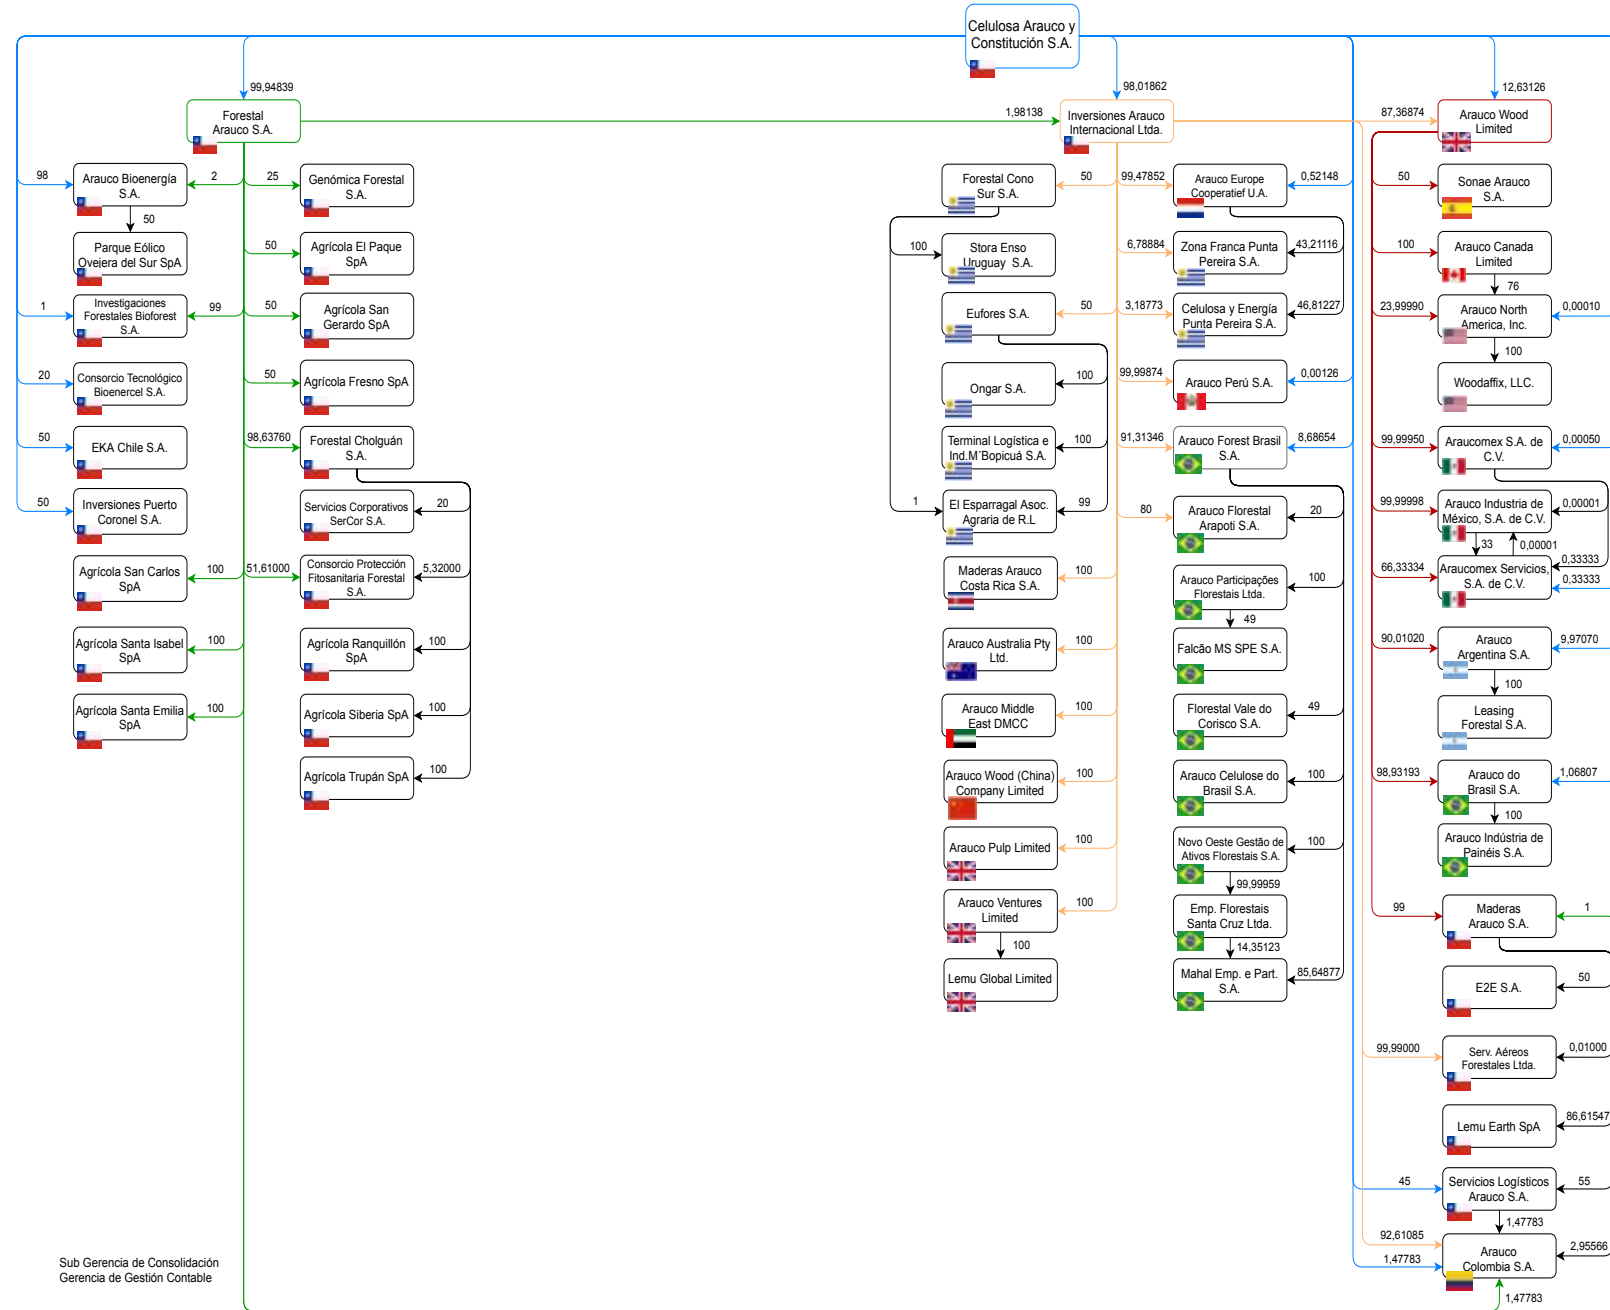 Celulosa Arauco y
Constitución S.A.
99,94839
98,01862
12,63126
Forestal
Arauco S.A.
1,98138
Inversiones Arauco
Internacional Ltda.
87,36874
Arauco Wood
Limited
98
Arauco Bioenergía
S.A.
2
25
Genómica Forestal
S.A.
Forestal Cono
Sur S.A.
50
99,47852
Arauco Europe
Cooperatief U.A.
0,52148
50
Sonae Arauco
S.A.
50
Parque Eólico
Ovejera del Sur SpA
50
Agrícola El Paque
SpA
100
Stora Enso
Uruguay S.A.
6,78884
Zona Franca Punta
Pereira S.A.
43,21116
100
Arauco Canada
Limited
76
1
Investigaciones
Forestales Bioforest
S.A.
99
50
Agrícola San
Gerardo SpA
Eufores S.A.
50
3,18773
Celulosa y Energía
Punta Pereira S.A.
46,81227
23,99990
Arauco North
America, Inc.
0,00010
100
20
Consorcio Tecnológico
Bioenercel S.A.
50
Agrícola Fresno SpA
Ongar S.A.
100
99,99874
Arauco Perú S.A.
0,00126
Woodaffix, LLC.
50
EKA Chile S.A.
98,63760
Forestal Cholguán
S.A.
Terminal Logística e
Ind.M´Bopicuá S.A.
100
91,31346
Arauco Forest Brasil
S.A.
8,68654
99,99950
Araucomex S.A. de
C.V.
0,00050
50
Inversiones Puerto
Coronel S.A.
Servicios Corporativos
SerCor S.A.
20
1
El Esparragal Asoc.
Agraria de R.L
99
80
Arauco Florestal
Arapoti S.A.
20
99,99998
Arauco Industria de
México, S.A. de C.V.
0,00001
33
0,00001
Agrícola San Carlos
SpA
100
51,61000
Consorcio Protección
Fitosanitaria Forestal
S.A.
5,32000
Maderas Arauco
Costa Rica S.A.
100
Arauco Participações
Florestais Ltda.
100
49
66,33334
Araucomex Servicios,
S.A. de C.V.
0,33333
0,33333
Agrícola Santa Isabel
SpA
100
Agrícola Ranquillón
SpA
100
Arauco Australia Pty
Ltd.
100
Falcão MS SPE S.A.
90,01020
Arauco
Argentina S.A.
9,97070
100
Agrícola Santa Emilia
SpA
100
Agrícola Siberia SpA
100
Arauco Middle
East DMCC
100
Florestal Vale do
Corisco S.A.
49
Leasing
Forestal S.A.
Agrícola Trupán SpA
100
Arauco Wood (China)
Company Limited
100
Arauco Celulose do
Brasil S.A.
100
98,93193
Arauco do
Brasil S.A.
1,06807
100
Arauco Pulp Limited
100
Novo Oeste Gestão de
Ativos Florestais S.A.
100
99,99959
Arauco Indústria de
Painéis S.A.
Arauco Ventures
Limited
100
100
Emp. Florestais
Santa Cruz Ltda.
14,35123
99
Maderas
Arauco S.A.
1
Lemu Global Limited
Mahal Emp. e Part.
S.A.
85,64877
E2E S.A.
50
99,99000
Serv. Aéreos
Forestales Ltda.
0,01000
Lemu Earth SpA
86,61547
45
Servicios Logísticos
Arauco S.A.
55
1,47783
92,61085
1,47783
Arauco
Colombia S.A.
2,95566
1,47783
Sub Gerencia de Consolidación
Gerencia de Gestión Contable